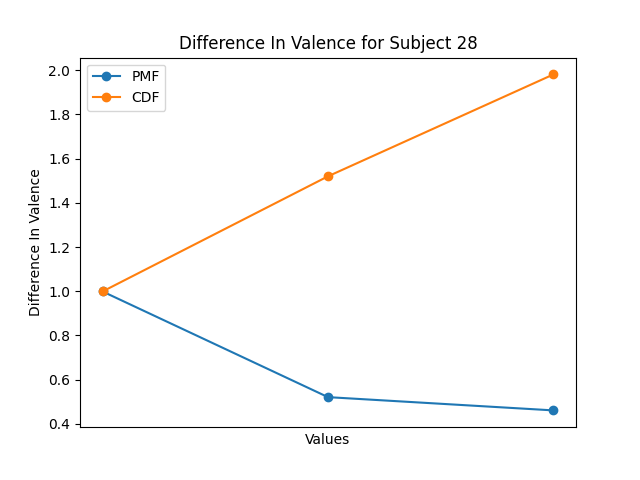 Difference In Valence for Subject 28
PMF
CDF
2.0
1.8
1.6
1.4
1.2
1.0
0.8
0.6
0.4
Difference In Valence
Values